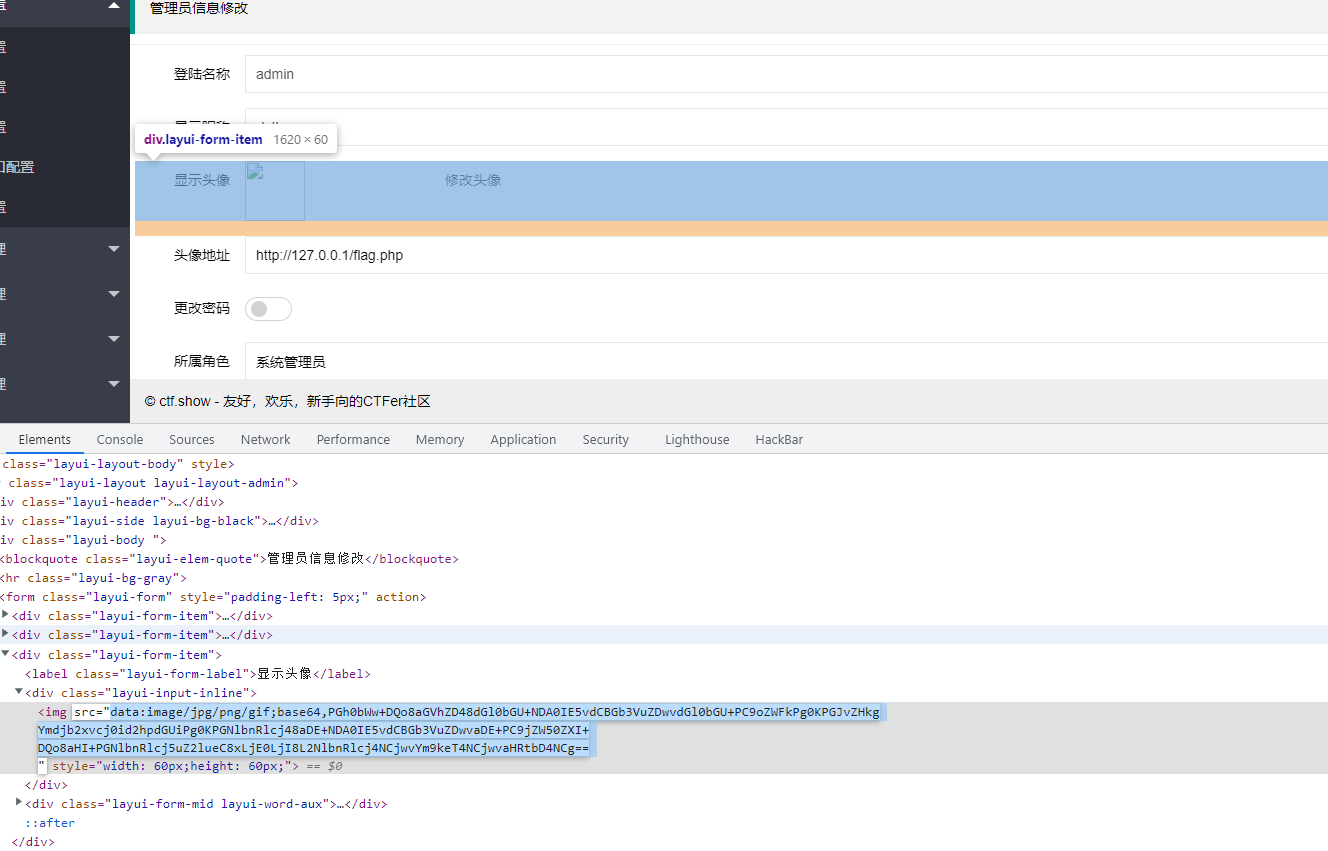 置
管理员信息修改
置
登陆名称 admin
置
置
div.layui-form-item 1620 × 60
口配置
显示头像 修改头像
置
理
头像地址 http://127.0.0.1/flag.php
理
更改密码
理
所属角色 系统管理员
理
© ctf.show - 友好，欢乐，新手向的CTFer社区
Elements Console Sources Network Performance Memory Application Security Lighthouse HackBar
class="layui-layout-body" style>
class="layui-layout layui-layout-admin">
iv class="layui-header">…</div>
iv class="layui-side layui-bg-black">…</div>
iv class="layui-body ">
<blockquote class="layui-elem-quote">管理员信息修改</blockquote>
<hr class="layui-bg-gray">
<form class="layui-form" style="padding-left: 5px;" action>
<div class="layui-form-item">…</div>
<div class="layui-form-item">…</div>
<div class="layui-form-item">
<label class="layui-form-label">显示头像</label>
<div class="layui-input-inline">
<img src="data:image/jpg/png/gif;base64,PGh0bWw+DQo8aGVhZD48dGl0bGU+NDA0IE5vdCBGb3VuZDwvdGl0bGU+PC9oZWFkPg0KPGJvZHkg
Ymdjb2xvcj0id2hpdGUiPg0KPGNlbnRlcj48aDE+NDA0IE5vdCBGb3VuZDwvaDE+PC9jZW50ZXI+
DQo8aHI+PGNlbnRlcj5uZ2lueC8xLjE0LjI8L2NlbnRlcj4NCjwvYm9keT4NCjwvaHRtbD4NCg==
" style="width: 60px;height: 60px;"> == $0
</div>
<div class="layui-form-mid layui-word-aux">…</div>
::after
</div>